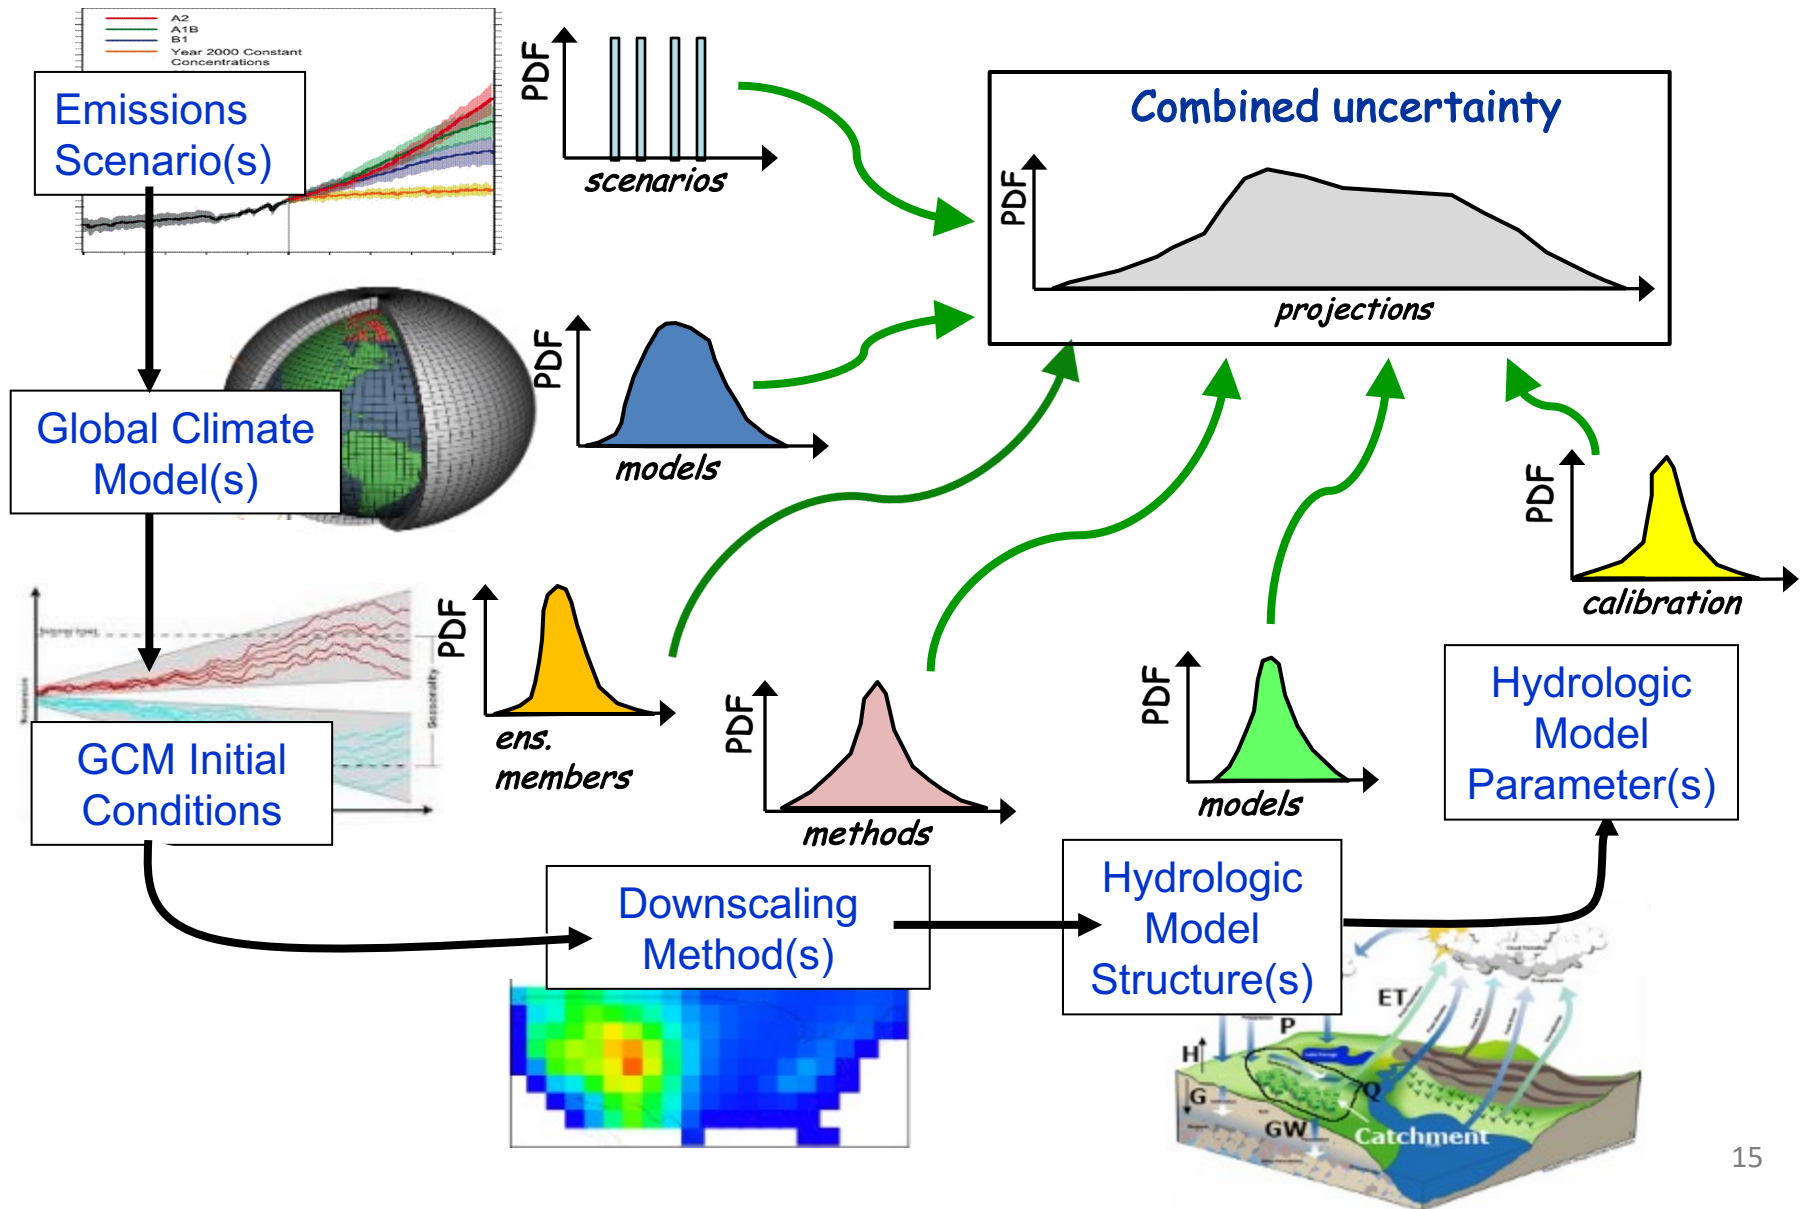 A2
A1B
B1
Year 2000 Constant
Concentrations
Emissions
Scenario(s)
PDF
scenarios
Combined uncertainty
PDF
projections
Global Climate
Model(s)
PDF
models
PDF
calibration
GCM Initial
Conditions
PDF
ens.
members
PDF
methods
PDF
models
Hydrologic
Model
Parameter(s)
Downscaling
Method(s)
Hydrologic
Model
Structure(s)
ET
P
H
G
Q
GW
Catchment
15